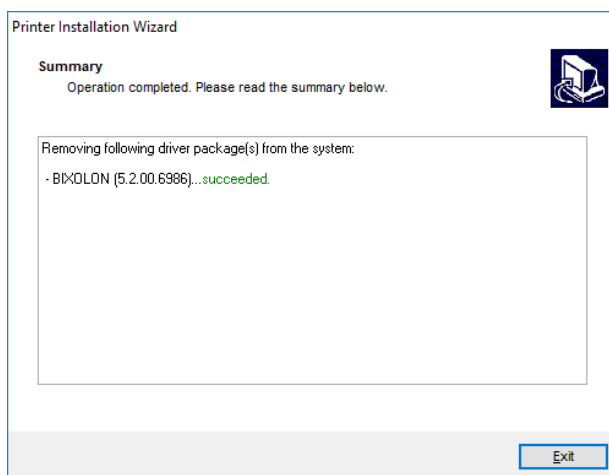 Printer Installation Wizard
Summary
Operation completed. Please read the summary below.
Removing following driver package(s) from the system:
- BIXOLON (5.2.00.6986)...succeeded.
Exit